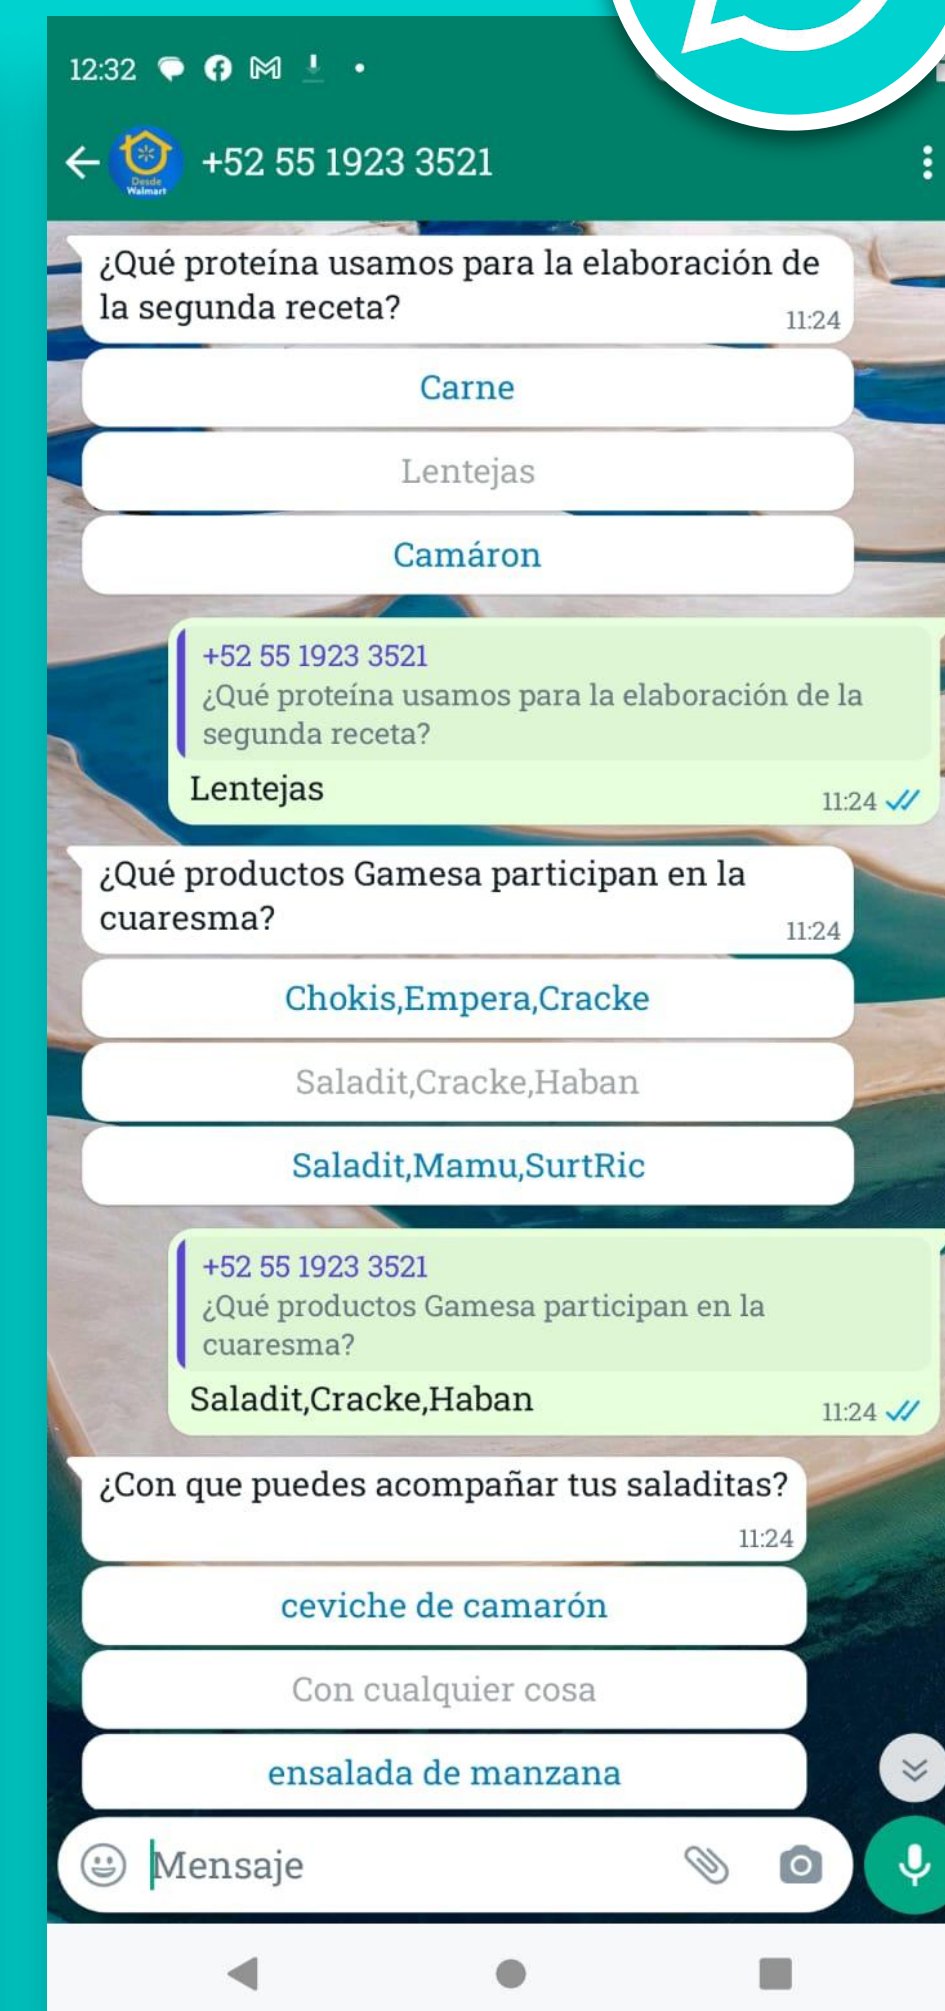 12:32
Desde
Walmart
+52 55 1923 3521
¿Qué proteína usamos para la elaboración de
la segunda receta?
11:24
Carne
Lentejas
Camáron
+52 55 1923 3521
¿Qué proteína usamos para la elaboración de la
segunda receta?
Lentejas
11:24
¿Qué productos Gamesa participan en la
cuaresma?
11:24
Chokis,Empera,Cracke
Saladit,Cracke,Haban
Saladit,Mamu,SurtRic
+52 55 1923 3521
¿Qué productos Gamesa participan en la
cuaresma?
Saladit,Cracke,Haban
11:24
¿Con que puedes acompañar tus saladitas?
11:24
ceviche de camarón
Con cualquier cosa
ensalada de manzana
Mensaje